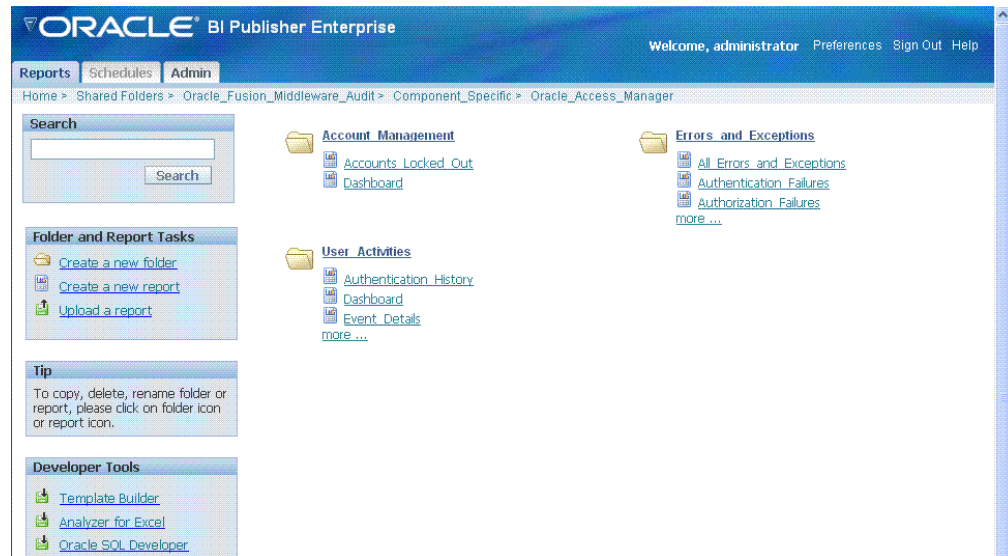 ORACLE® BI Publisher Enterprise
Welcome, administrator Preferences Sign Out Help
Reports Schedules Admin
Home > Shared Folders > Oracle_Fusion_Middleware_Audit > Component_Specific > Oracle_Access_Manager
Search
Search
Folder and Report Tasks
Create a new folder
Create a new report
Upload a report
Tip
To copy, delete, rename folder or
report, please click on folder icon
or report icon.
Developer Tools
Template Builder
Analyzer for Excel
Oracle SQL Developer
Account_Management
Accounts_Locked_Out
Dashboard
User_Activities
Authentication_History
Dashboard
Event_Details
more ...
Errors_and_Exceptions
All_Errors_and_Exceptions
Authentication_Failures
Authorization_Failures
more ...